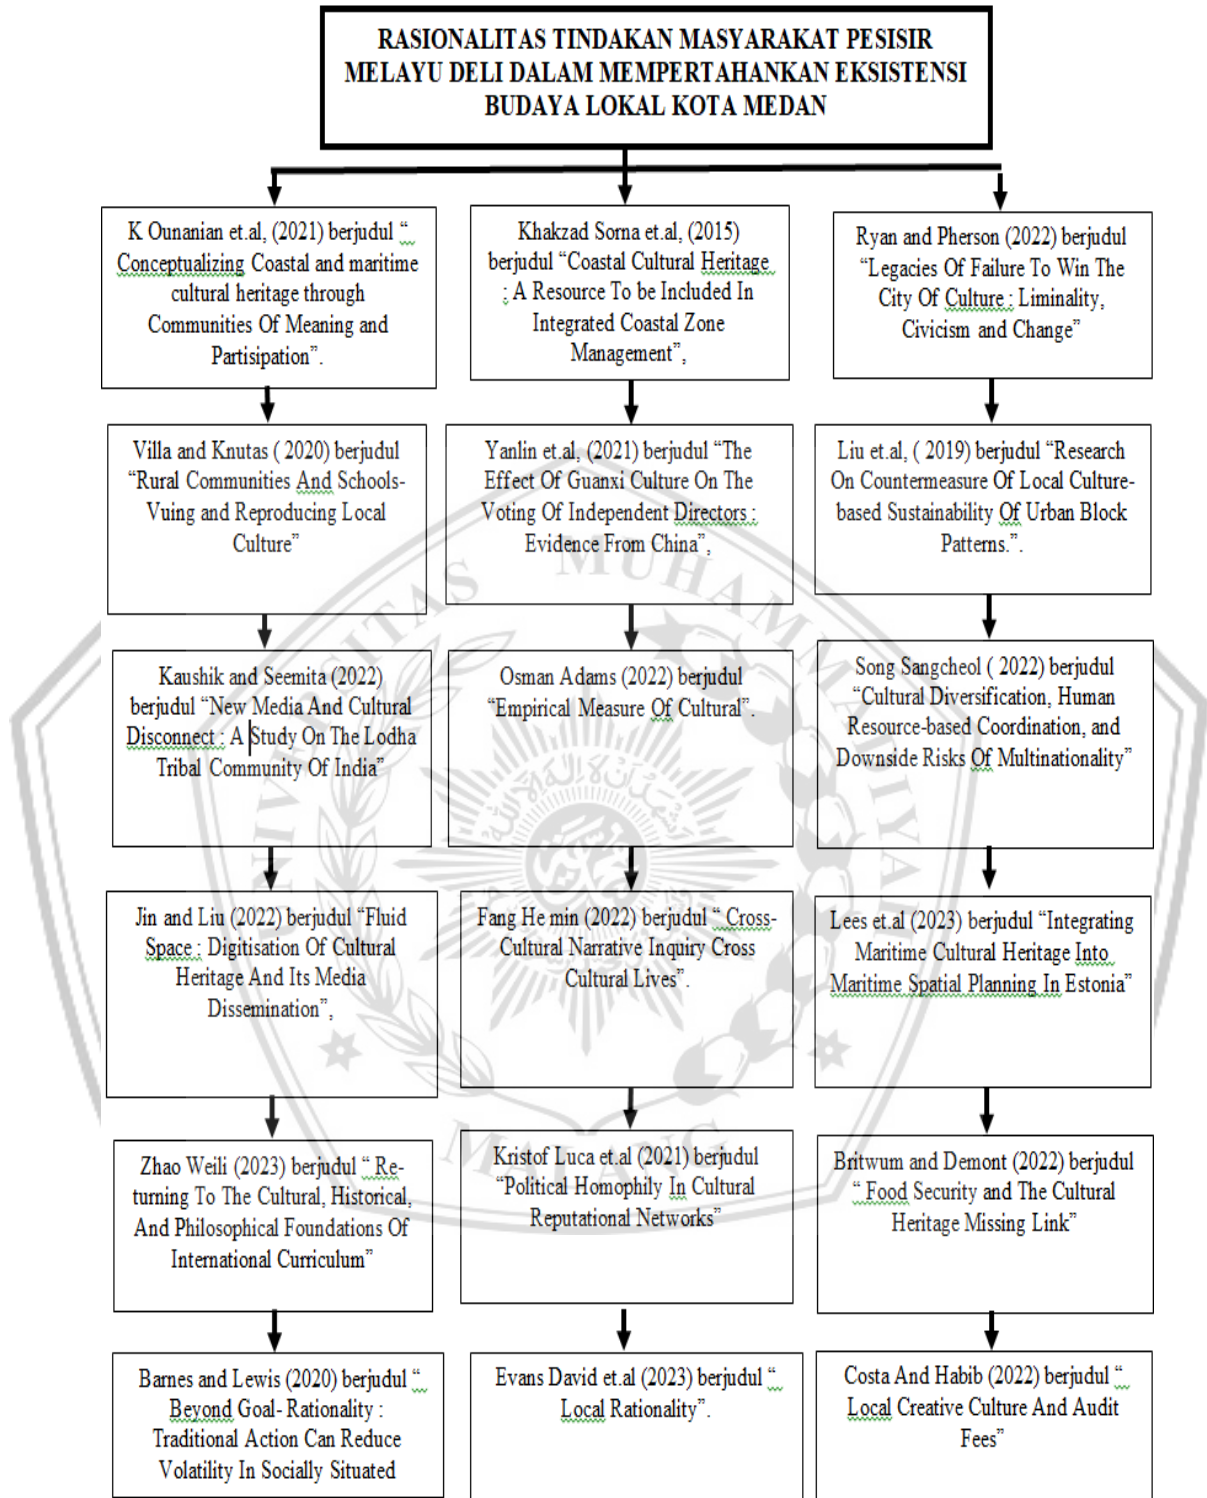 RASIONALITAS TINDAKAN MASYARAKAT PESISIR
MELAYU DELI DALAM MEMPERTAHANKAN EKSISTENSI
BUDAYA LOKAL KOTA MEDAN
K Ounanian et.al, (2021) berjudul “
Conceptualizing Coastal and maritime
cultural heritage through
Communities Of Meaning and
Partisipation”.
Khakzad Sorna et.al, (2015)
berjudul “Coastal Cultural Heritage
: A Resource To be Included In
Integrated Coastal Zone
Management”,
Ryan and Pherson (2022) berjudul
“Legacies Of Failure To Win The
City Of Culture : Liminality,
Civicism and Change”
Villa and Knutas ( 2020) berjudul
“Rural Communities And Schools-
Vuing and Reproducing Local
Culture”
Yanlin et.al, (2021) berjudul “The
Effect Of Guanxi Culture On The
Voting Of Independent Directors :
Evidence From China”,
Liu et.al, ( 2019) berjudul “Research
On Countermeasure Of Local Culture-
based Sustainability Of Urban Block
Patterns.”.
Kaushik and Seemita (2022)
berjudul “New Media And Cultural
Disconnect : A Study On The Lodha
Tribal Community Of India”
Osman Adams (2022) berjudul
“Empirical Measure Of Cultural”.
Song Sangcheol ( 2022) berjudul
“Cultural Diversification, Human
Resource-based Coordination, and
Downside Risks Of Multinationality”
Jin and Liu (2022) berjudul “Fluid
Space : Digitisation Of Cultural
Heritage And Its Media
Dissemination”,
Fang He min (2022) berjudul “ Cross-
Cultural Narrative Inquiry Cross
Cultural Lives”.
Lees et.al (2023) berjudul “Integrating
Maritime Cultural Heritage Into
Maritime Spatial Planning In Estonia”
Zhao Weili (2023) berjudul “ Re-
turning To The Cultural, Historical,
And Philosophical Foundations Of
International Curriculum”
Kristof Luca et.al (2021) berjudul
“Political Homophily In Cultural
Reputational Networks”
Britwum and Demont (2022) berjudul
“ Food Security and The Cultural
Heritage Missing Link”
Barnes and Lewis (2020) berjudul “
Beyond Goal- Rationality :
Traditional Action Can Reduce
Volatility In Socially Situated
Evans David et.al (2023) berjudul “
Local Rationality”.
Costa And Habib (2022) berjudul “
Local Creative Culture And Audit
Fees”
UNIVERSITAS MUHAMMADIYAH
MALANG